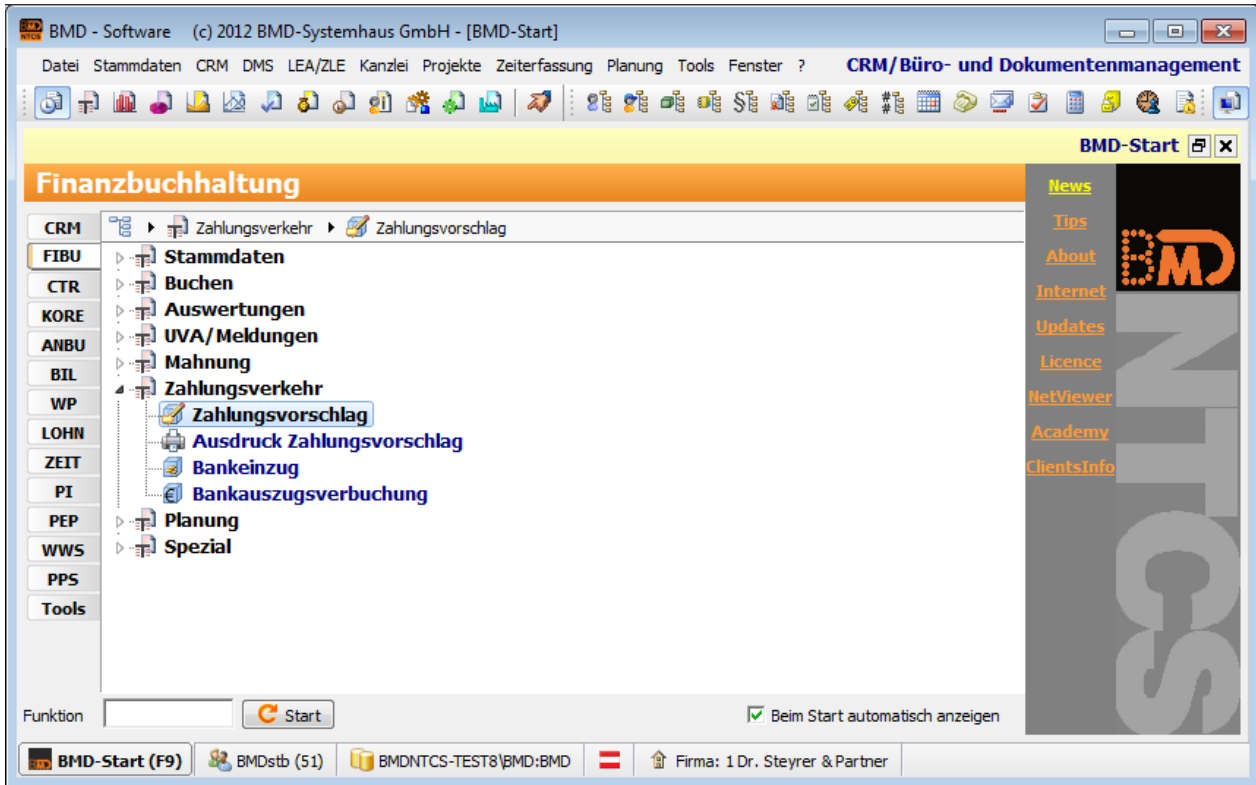 BMD - Software (c) 2012 BMD-Systemhaus GmbH - [BMD-Start]
Datei Stammdaten CRM DMS LEA/ZLE Kanzlei Projekte Zeiterfassung Planung Tools Fenster ? CRM/Büro- und Dokumentenmanagement
BMD-Start
Finanzbuchhaltung
Zahlungsverkehr Zahlungsvorschlag
CRM
FIBU
CTR
KORE
ANBU
BIL
WP
LOHN
ZEIT
PI
PEP
WWS
PPS
Tools
Stammdaten
Buchen
Auswertungen
UVA/Meldungen
Mahnung
Zahlungsverkehr
Zahlungsvorschlag
Ausdruck Zahlungsvorschlag
Bankeinzug
Bankauszugsverbuchung
Planung
Spezial
News
Tips
About
Internet
Updates
Licence
NetViewer
Academy
ClientsInfo
BMD
NTCS
Funktion Start Beim Start automatisch anzeigen
BMD-Start (F9) BMDstb (51) BMDNTCS-TEST8\BMD:BMD Firma: 1 Dr. Steyrer & Partner